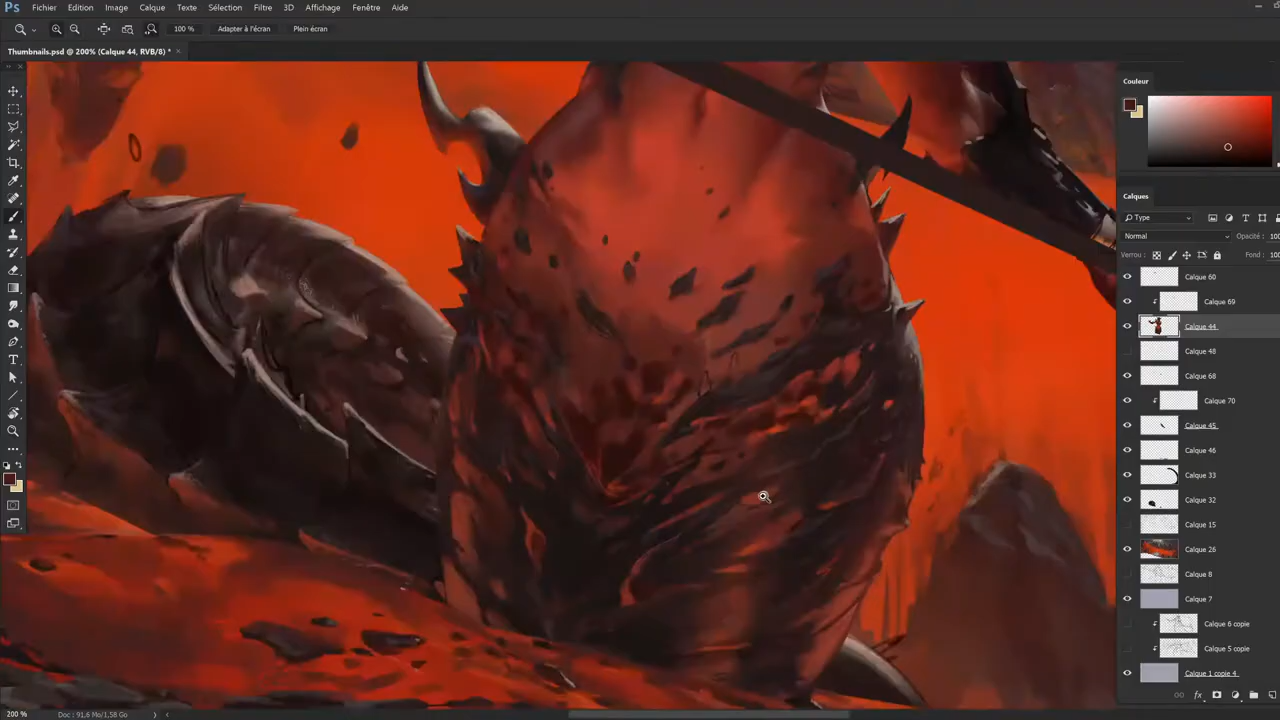 Ps Fichier Edition Image Calque Texte Sélection Filtre 3D Affichage Fenêtre Aide
100 % Adapter à l'écran Plein écran
Thumbnails.psd @ 200% (Calque 44, RVB/8) * ×
Couleur
Calques
Type
Normal Opacité : 100
Verrou : Fond : 100
Calque 60
Calque 69
Calque 44
Calque 48
Calque 68
Calque 70
Calque 45
Calque 46
Calque 33
Calque 32
Calque 15
Calque 26
Calque 8
Calque 7
Calque 6 copie
Calque 5 copie
Calque 1 copie 4
fx
200 % Doc : 91,6 Mo/1,58 Go